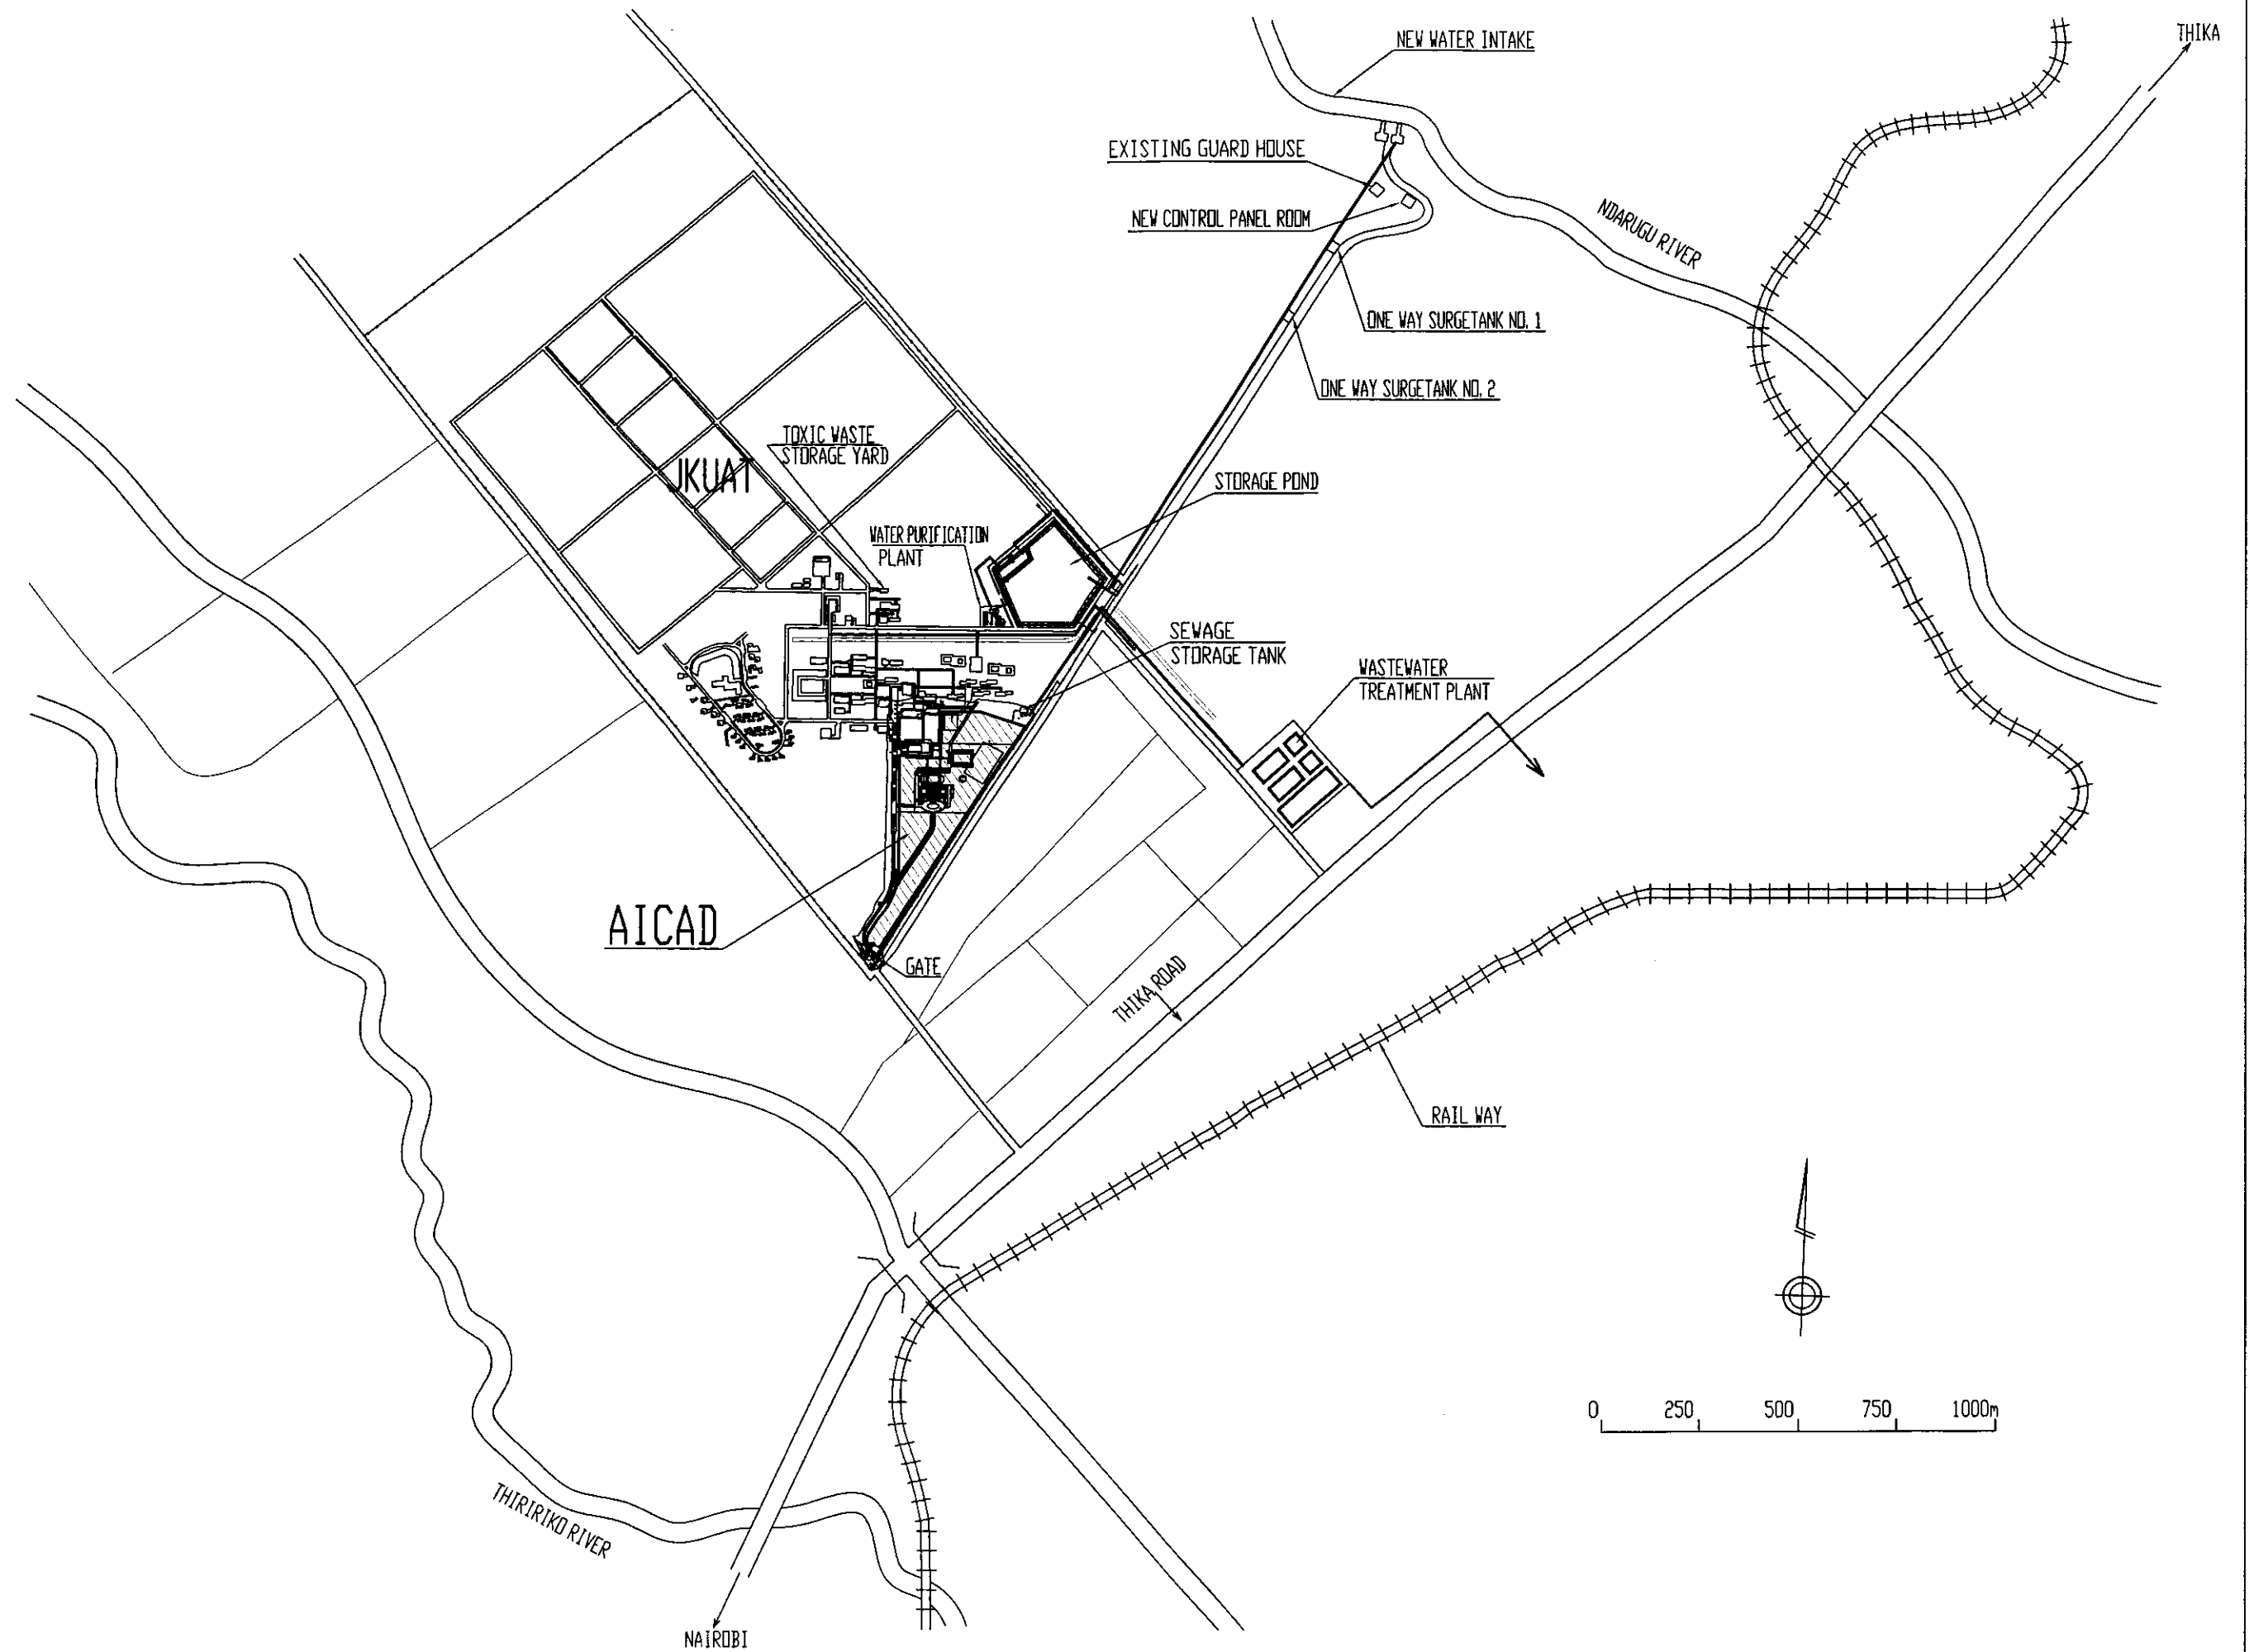 THIKA
NEW WATER INTAKE
EXISTING GUARD HOUSE
NEW CONTROL PANEL ROOM
NDARUGU RIVER
ONE WAY SURGETANK NO. 1
ONE WAY SURGETANK NO. 2
TOXIC WASTE
STORAGE YARD
JKUAT
STORAGE POND
WATER PURIFICATION
PLANT
SEWAGE
STORAGE TANK
WASTEWATER
TREATMENT PLANT
AICAD
GATE
THIKA ROAD
RAIL WAY
0 250 500 750 1000m
THIRIRIKO RIVER
NAIROBI